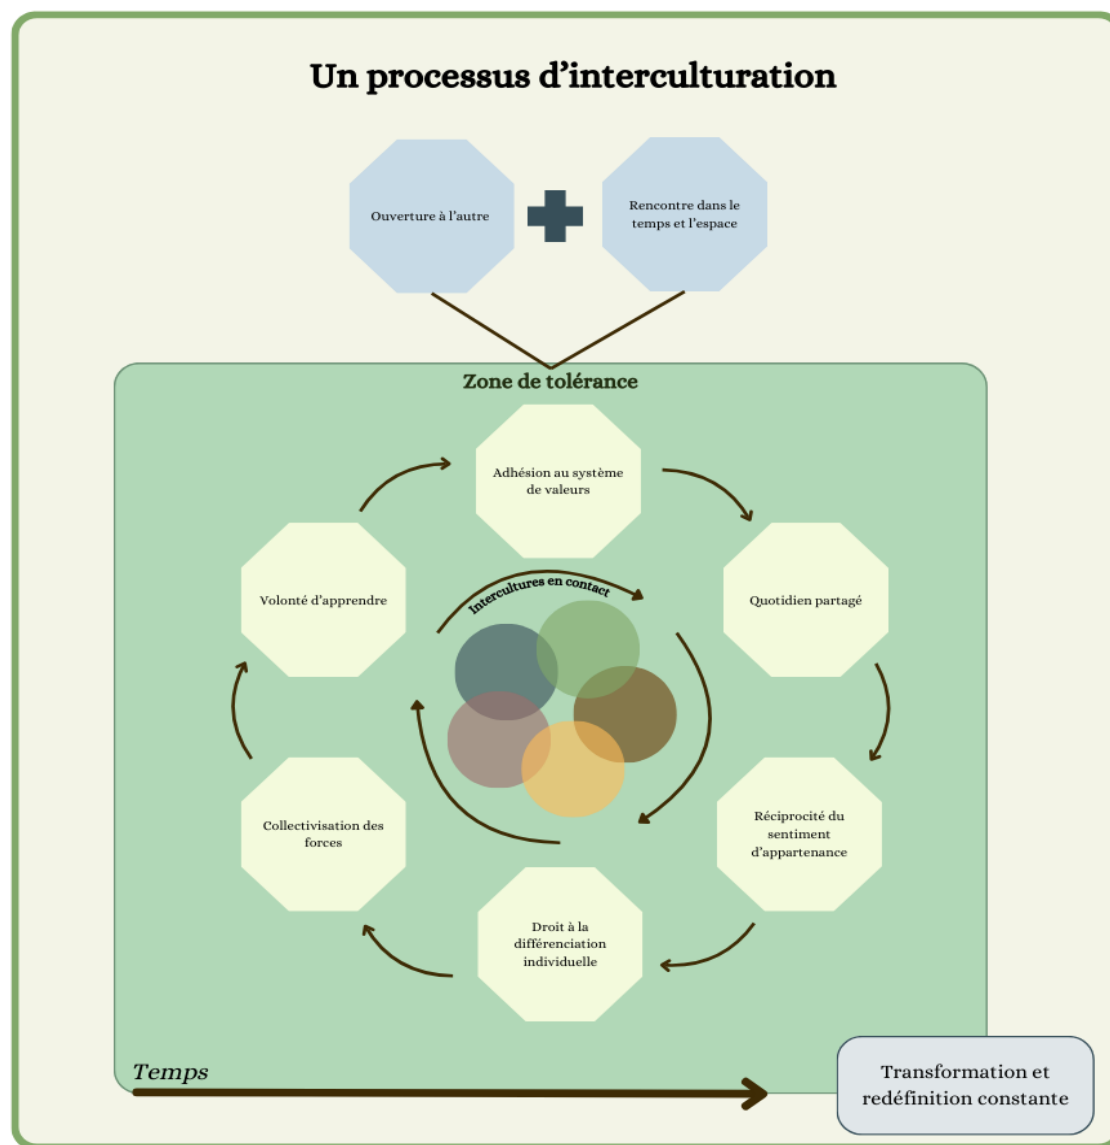 Un processus d’interculturation
Ouverture à l’autre
Rencontre dans le
temps et l’espace
Zone de tolérance
Adhésion au système
de valeurs
Volonté d’apprendre
Intercultures en contact
Quotidien partagé
Collectivisation des
forces
Réciprocité du
sentiment
d’appartenance
Droit à la
différenciation
individuelle
Temps
Transformation et
redéfinition constante